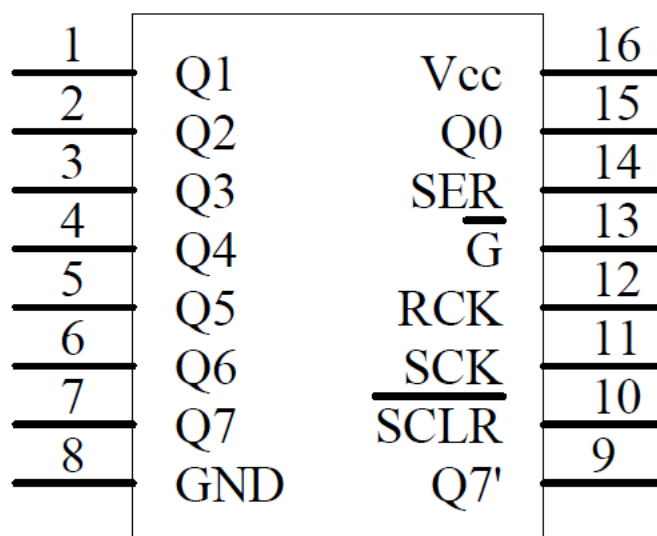 1 Q1 Vcc 16
2 Q2 Q0 15
3 Q3 SER 14
4 Q4 G̅ 13
5 Q5 RCK 12
6 Q6 SCK 11
7 Q7 S̅C̅L̅R̅ 10
8 GND Q7' 9